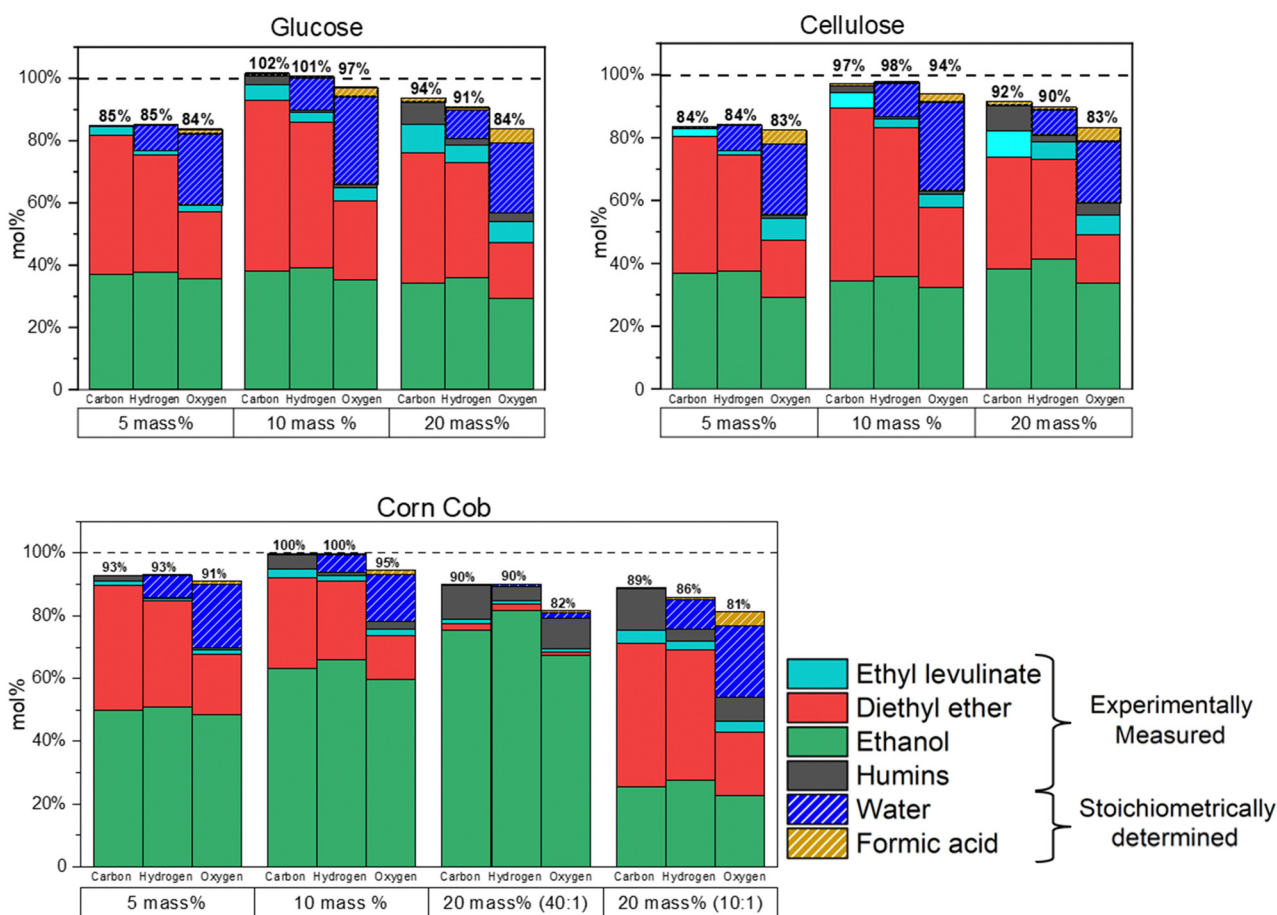 Glucose
100%
80%
60%
40%
20%
0
mol%
85% 85% 84%
102% 101% 97%
94% 91% 84%
Carbon Hydrogen Oxygen Carbon Hydrogen Oxygen Carbon Hydrogen Oxygen
5 mass% 10 mass % 20 mass%
Cellulose
100%
80%
60%
40%
20%
0
mol%
84% 84% 83%
97% 98% 94%
92% 90% 83%
Carbon Hydrogen Oxygen Carbon Hydrogen Oxygen Carbon Hydrogen Oxygen
5 mass% 10 mass % 20 mass%
Corn Cob
100%
80%
60%
40%
20%
0
mol%
93% 93% 91%
100% 100% 95%
90% 90% 82%
89% 86% 81%
Carbon Hydrogen Oxygen Carbon Hydrogen Oxygen Carbon Hydrogen Oxygen Carbon Hydrogen Oxygen
5 mass% 10 mass % 20 mass% (40:1) 20 mass% (10:1)
Ethyl levulinate
Diethyl ether
Ethanol
Humins
Water
Formic acid
Experimentally
Measured
Stoichiometrically
determined